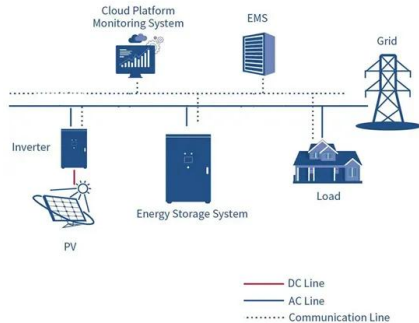 Cloud Platform
Monitoring System
EMS
Grid
Inverter
Energy Storage System
Load
PV
DC Line
AC Line
Communication Line